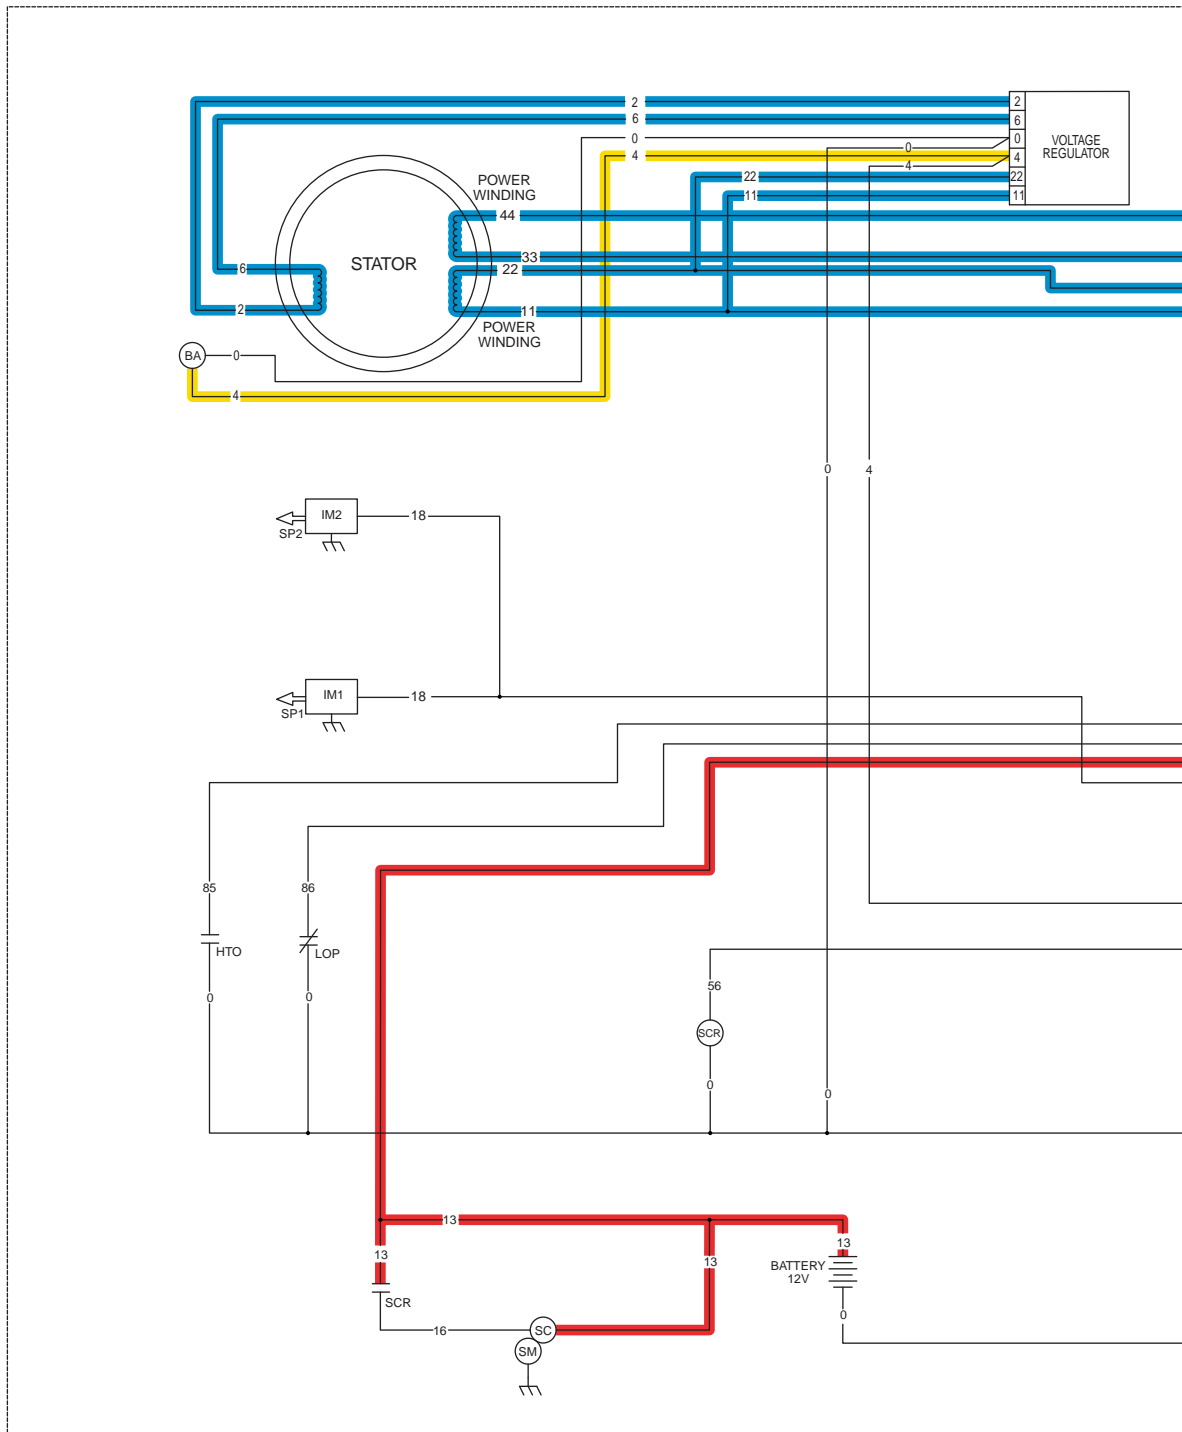 2
2
6
6
0
VOLTAGE
REGULATOR
0
0
4
4
4
22
22
POWER
WINDING
11
11
44
STATOR
33
22
6
2
11
POWER
WINDING
BA
0
4
0
4
IM2
18
SP2
IM1
18
SP1
85
86
HTO
LOP
0
0
56
SCR
0
0
13
13
13
13
BATTERY
12V
SCR
0
16
SC
SM